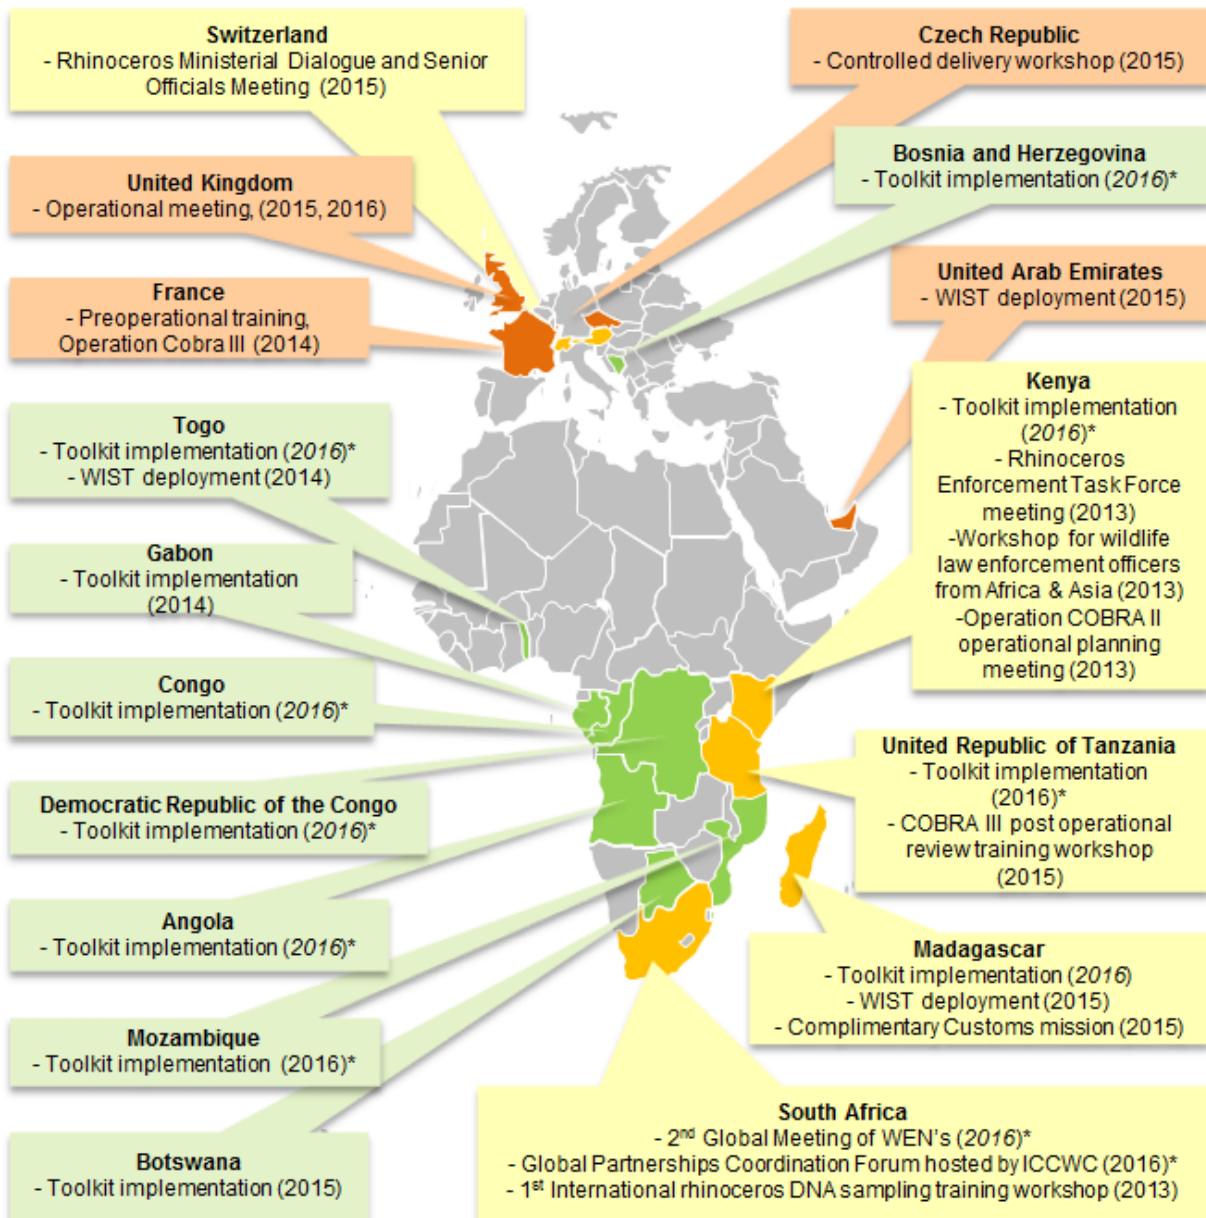 Switzerland
- Rhinoceros Ministerial Dialogue and Senior
Officials Meeting (2015)
Czech Republic
- Controlled delivery workshop (2015)
Bosnia and Herzegovina
- Toolkit implementation (2016)*
United Kingdom
- Operational meeting, (2015, 2016)
United Arab Emirates
- WIST deployment (2015)
France
- Preoperational training,
Operation Cobra III (2014)
Kenya
- Toolkit implementation
(2016)*
- Rhinoceros
Enforcement Task Force
meeting (2013)
-Workshop for wildlife
law enforcement officers
from Africa & Asia (2013)
-Operation COBRA II
operational planning
meeting (2013)
Togo
- Toolkit implementation (2016)*
- WIST deployment (2014)
Gabon
- Toolkit implementation
(2014)
Congo
- Toolkit implementation (2016)*
United Republic of Tanzania
- Toolkit implementation
(2016)*
- COBRA III post operational
review training workshop
(2015)
Democratic Republic of the Congo
- Toolkit implementation (2016)*
Angola
- Toolkit implementation (2016)*
Madagascar
- Toolkit implementation (2016)
- WIST deployment (2015)
- Complimentary Customs mission (2015)
Mozambique
- Toolkit implementation (2016)*
South Africa
- 2nd Global Meeting of WEN's (2016)*
- Global Partnerships Coordination Forum hosted by ICCWC (2016)*
- 1st International rhinoceros DNA sampling training workshop (2013)
Botswana
- Toolkit implementation (2015)